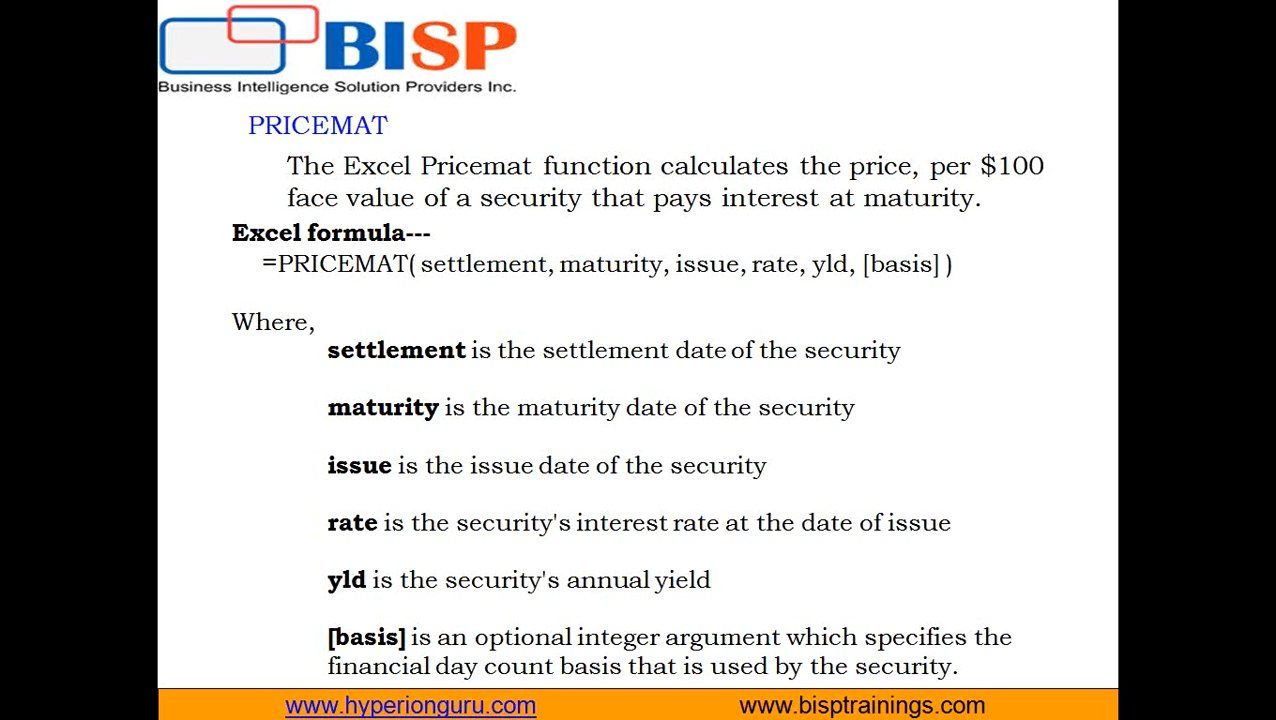 BISP
Business Intelligence Solution Providers Inc.
PRICEMAT
The Excel Pricemat function calculates the price, per $100
face value of a security that pays interest at maturity.
Excel formula---
=PRICEMAT( settlement, maturity, issue, rate, yld, [basis] )
Where,
settlement is the settlement date of the security
maturity is the maturity date of the security
issue is the issue date of the security
rate is the security's interest rate at the date of issue
yld is the security's annual yield
[basis] is an optional integer argument which specifies the
financial day count basis that is used by the security.
www.hyperionguru.com www.bisptrainings.com